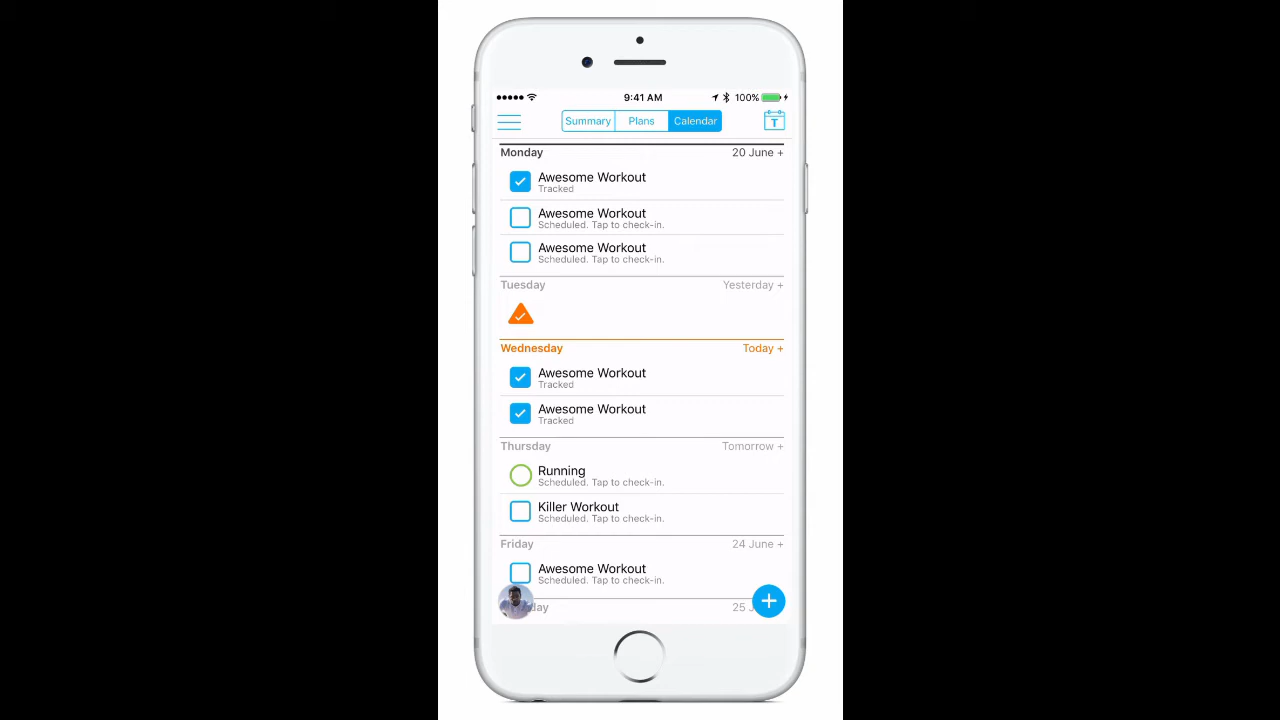 9:41 AM 100%
Summary Plans Calendar
T
Monday 20 June +
Awesome Workout
Tracked
Awesome Workout
Scheduled. Tap to check-in.
Awesome Workout
Scheduled. Tap to check-in.
Tuesday Yesterday +
Wednesday Today +
Awesome Workout
Tracked
Awesome Workout
Tracked
Thursday Tomorrow +
Running
Scheduled. Tap to check-in.
Killer Workout
Scheduled. Tap to check-in.
Friday 24 June +
Awesome Workout
Scheduled. Tap to check-in.
25